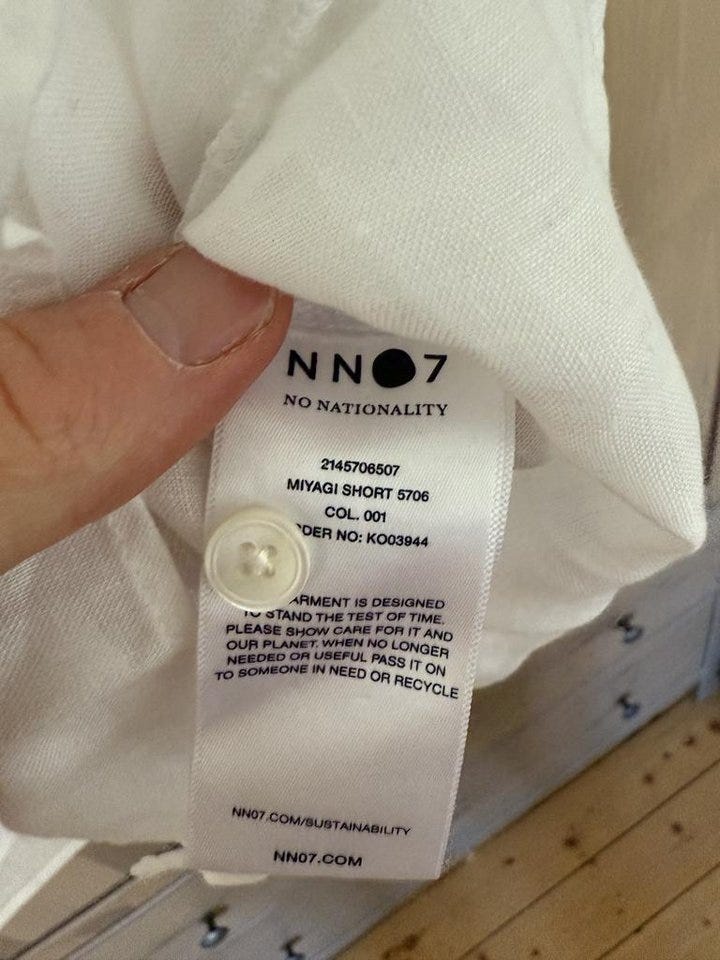 NN07
NO NATIONALITY
2145706507
MIYAGI SHORT 5706
COL. 001
DER NO: KO03944
ARMENT IS DESIGNED
TO STAND THE TEST OF TIME.
PLEASE SHOW CARE FOR IT AND
OUR PLANET. WHEN NO LONGER
NEEDED OR USEFUL PASS IT ON
TO SOMEONE IN NEED OR RECYCLE
NN07.COM/SUSTAINABILITY
NN07.COM